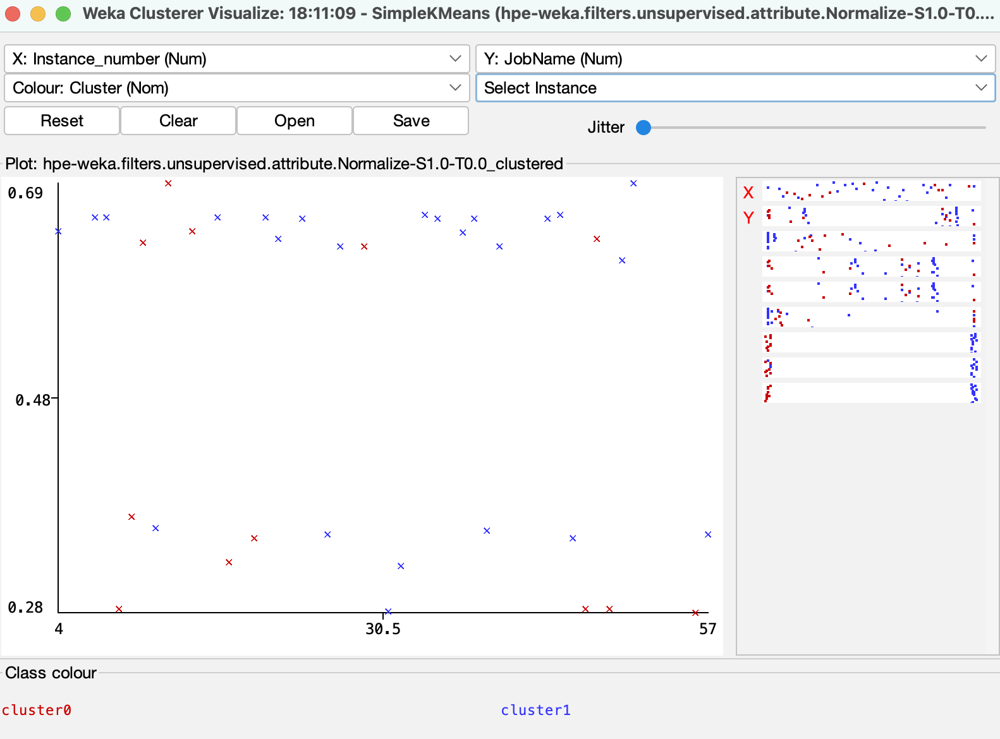 Weka Clusterer Visualize: 18:11:09 - SimpleKMeans (hpe-weka.filters.unsupervised.attribute.Normalize-S1.0-T0....
X: Instance_number (Num)
Y: JobName (Num)
Colour: Cluster (Nom)
Select Instance
Reset
Clear
Open
Save
Jitter
Plot: hpe-weka.filters.unsupervised.attribute.Normalize-S1.0-T0.0_clustered
0.69
0.48
0.28
4
30.5
57
X
Y
Class colour
cluster0
cluster1